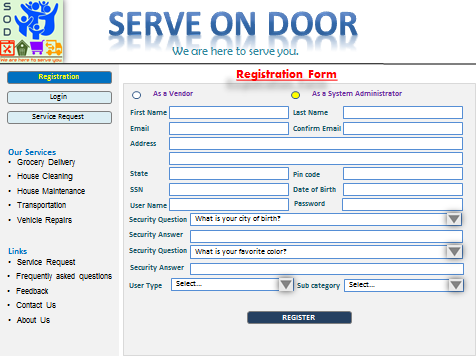 SOD
We are here to serve you.
SERVE ON DOOR
We are here to serve you.
Registration
Login
Service Request
Our Services
• Grocery Delivery
• House Cleaning
• House Maintenance
• Transportation
• Vehicle Repairs
Links
• Service Request
• Frequently asked questions
• Feedback
• Contact Us
• About Us
Registration Form
As a Vendor As a System Administrator
First Name Last Name
Email Confirm Email
Address
State Pin code
SSN Date of Birth
User Name Password
Security Question What is your city of birth?
Security Answer
Security Question What is your favorite color?
Security Answer
User Type Select... Sub category Select...
REGISTER